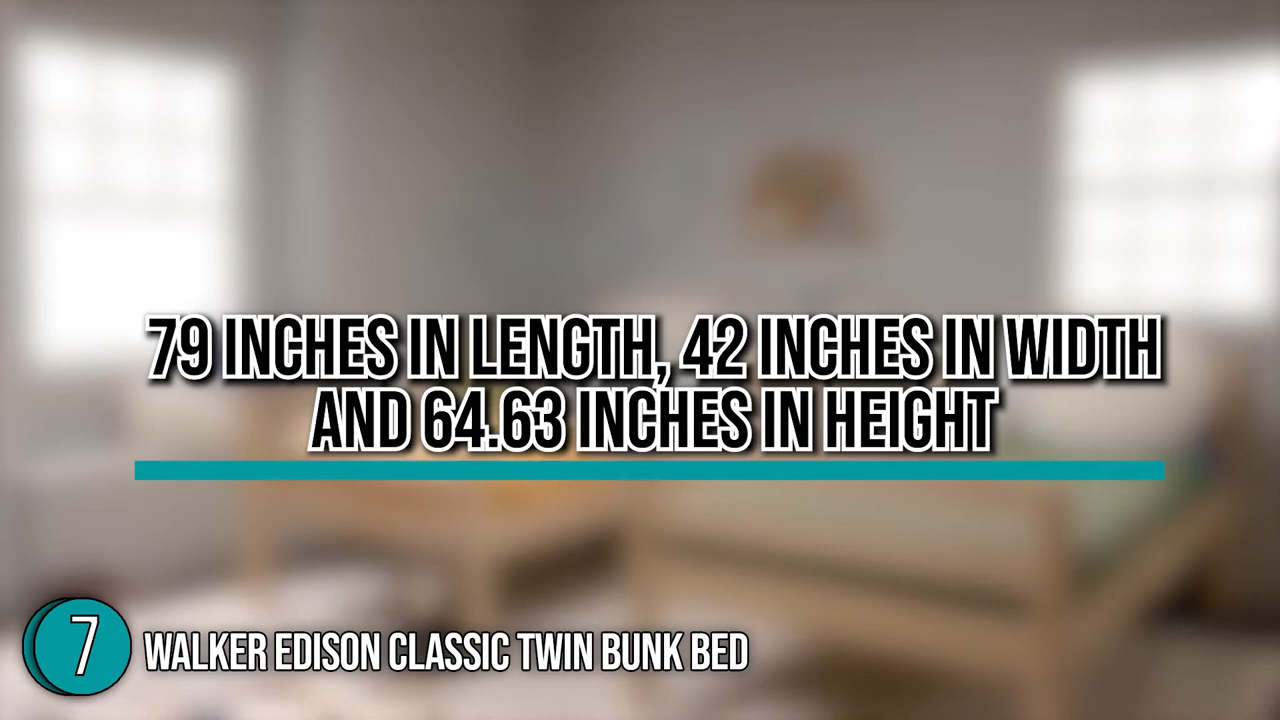 79 INCHES IN LENGTH, 42 INCHES IN WIDTH
AND 64.63 INCHES IN HEIGHT
7
WALKER EDISON CLASSIC TWIN BUNK BED